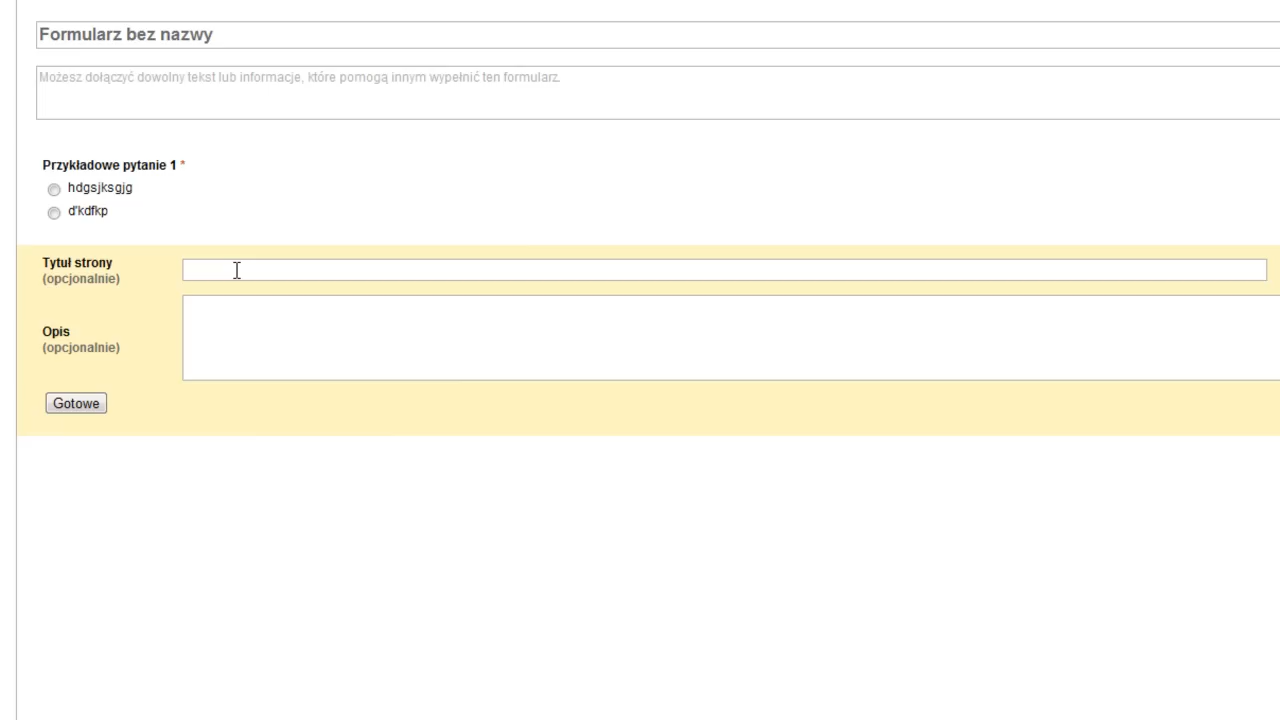 Formularz bez nazwy
Możesz dołączyć dowolny tekst lub informacje, które pomogą innym wypełnić ten formularz.
Przykładowe pytanie 1 *
hdgsjksgjg
d'kdfkp
Tytuł strony
(opcjonalnie)
Opis
(opcjonalnie)
Gotowe